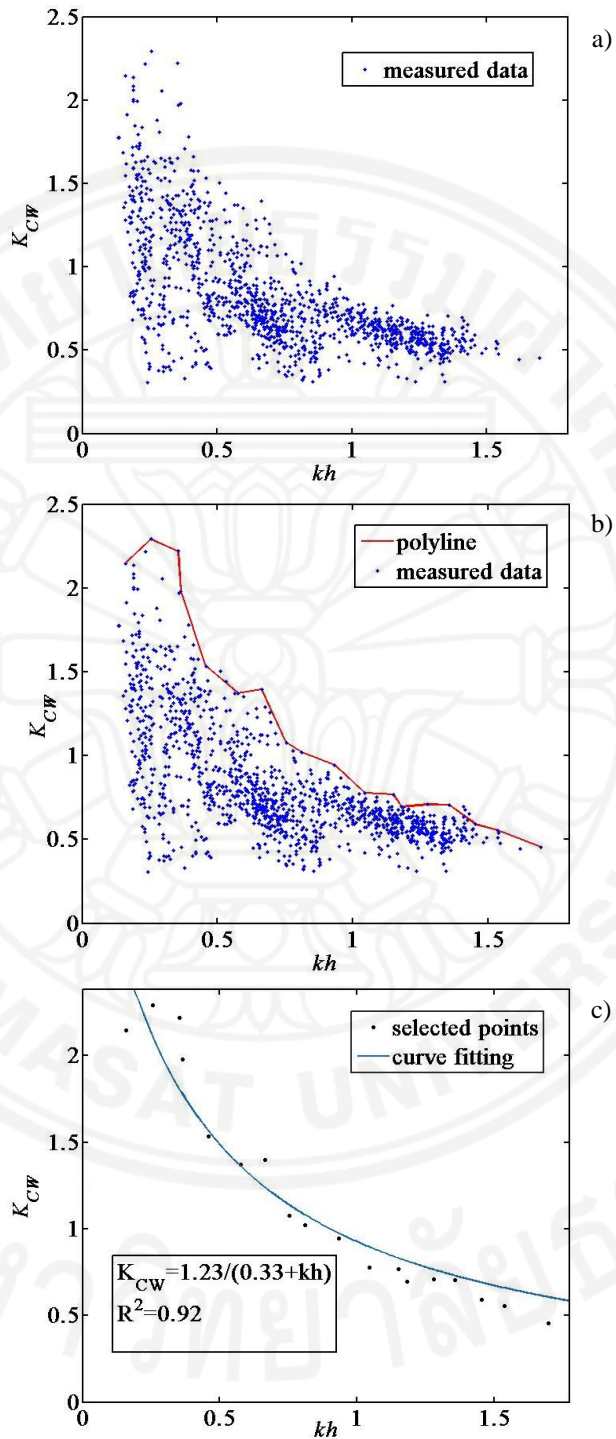 a)
2.5
2
1.5
1
0.5
0
0 0.5 1 1.5
K_CW
kh
measured data
b)
2.5
2
1.5
1
0.5
0
0 0.5 1 1.5
K_CW
kh
polyline
measured data
c)
2
1.5
1
0.5
0
0 0.5 1 1.5
K_CW
kh
selected points
curve fitting
K_CW=1.23/(0.33+kh)
R²=0.92